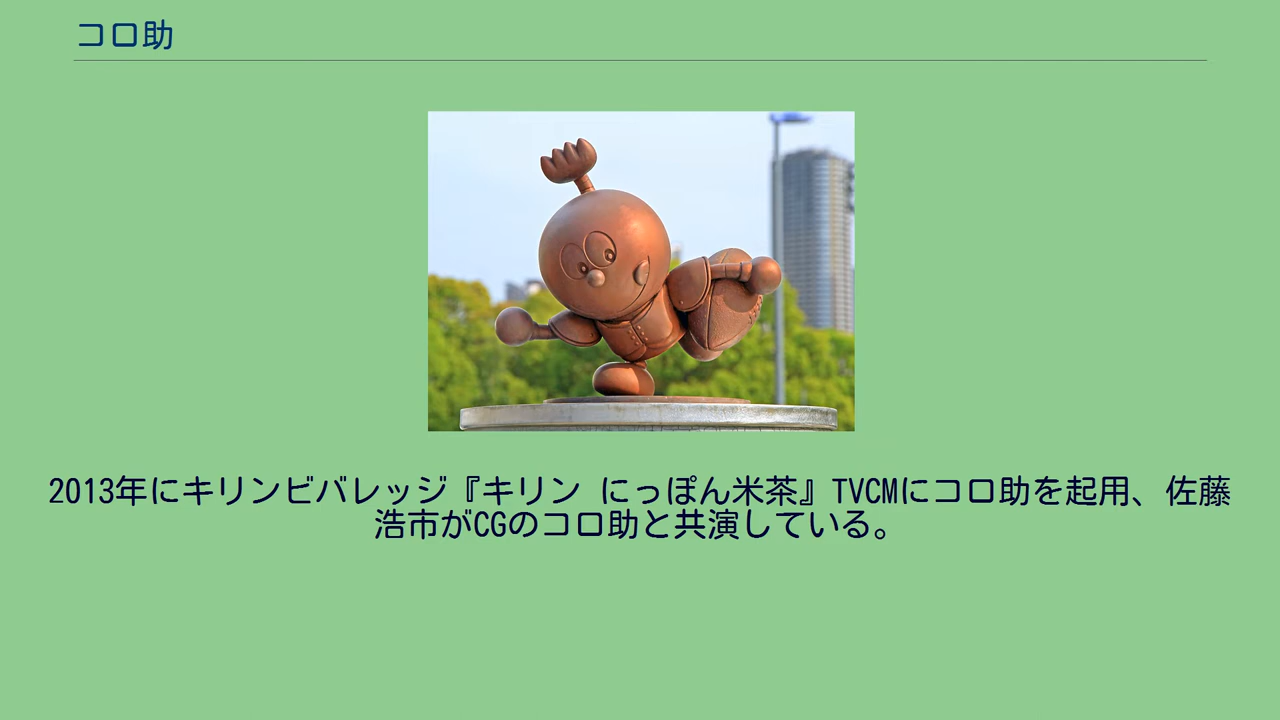 コロ助
2013年にキリンビバレッジ『キリン にっぽん米茶』TVCMにコロ助を起用、佐藤
浩市がCGのコロ助と共演している。